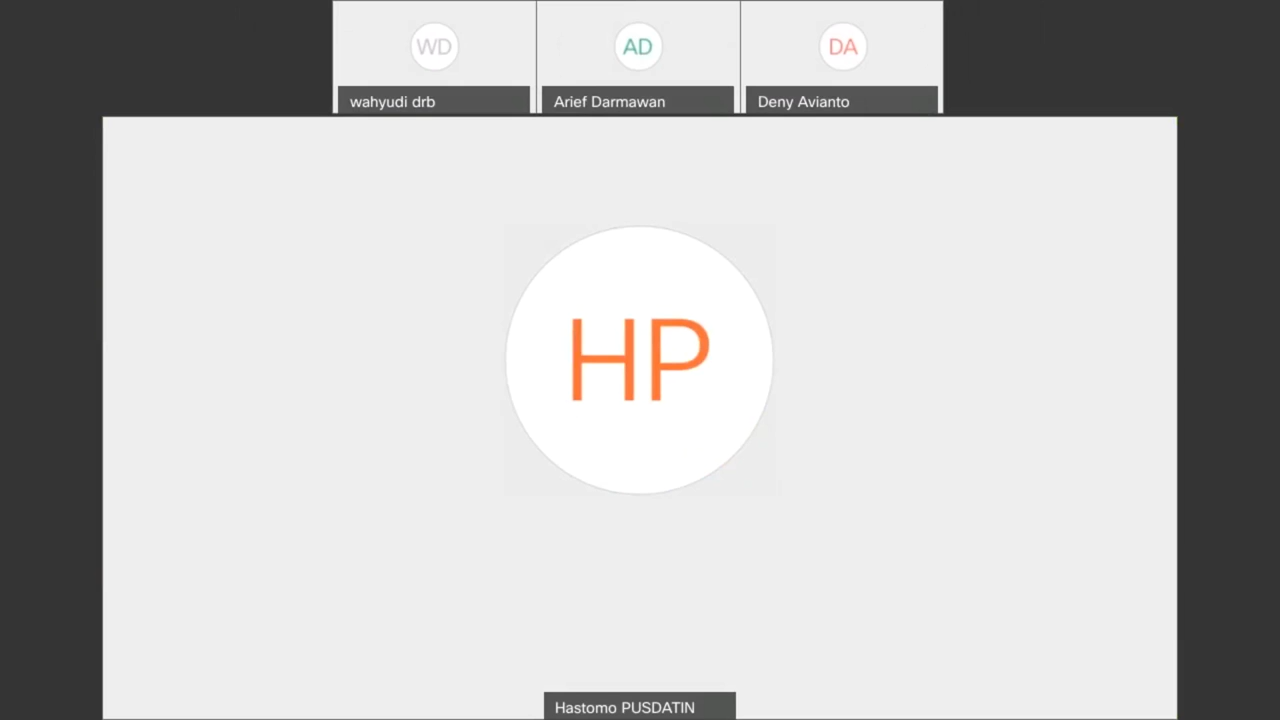 WD
AD
DA
wahyudi drb
Arief Darmawan
Deny Avianto
HP
Hastomo PUSDATIN